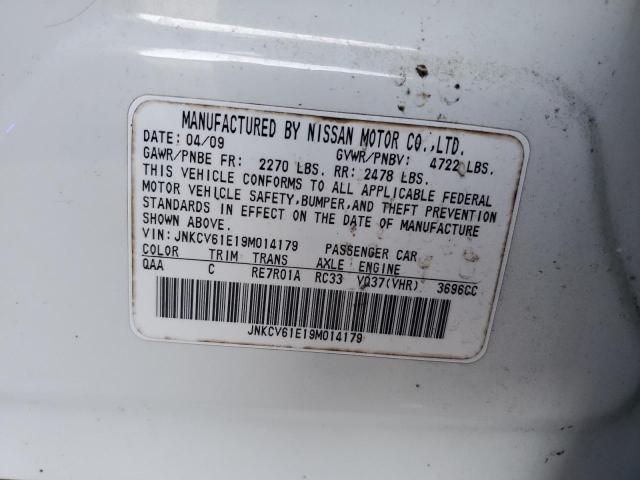 MANUFACTURED BY NISSAN MOTOR CO.,LTD.
DATE: 04/09 GVWR/PNBV: 4722 LBS.
GAWR/PNBE FR: 2270 LBS. RR: 2478 LBS.
THIS VEHICLE CONFORMS TO ALL APPLICABLE FEDERAL
MOTOR VEHICLE SAFETY,BUMPER,AND THEFT PREVENTION
STANDARDS IN EFFECT ON THE DATE OF MANUFACTURE
SHOWN ABOVE.
VIN: JNKCV61E19M014179 PASSENGER CAR
COLOR TRIM TRANS AXLE ENGINE
QAA C RE7R01A RC33 VQ37(VHR) 3696CC
JNKCV61E19M014179